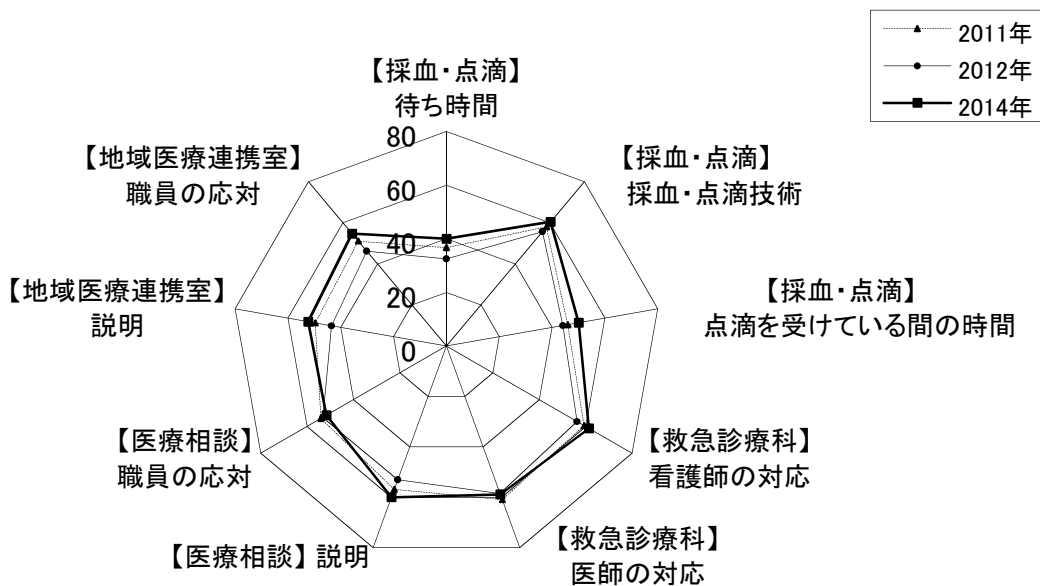 2011年
2012年
2014年
【採血・点滴】
待ち時間
【採血・点滴】
採血・点滴技術
【採血・点滴】
点滴を受けている間の時間
【救急診療科】
看護師の対応
【救急診療科】
医師の対応
【医療相談】 説明
【医療相談】
職員の応対
【地域医療連携室】
説明
【地域医療連携室】
職員の応対
80
60
40
20
0